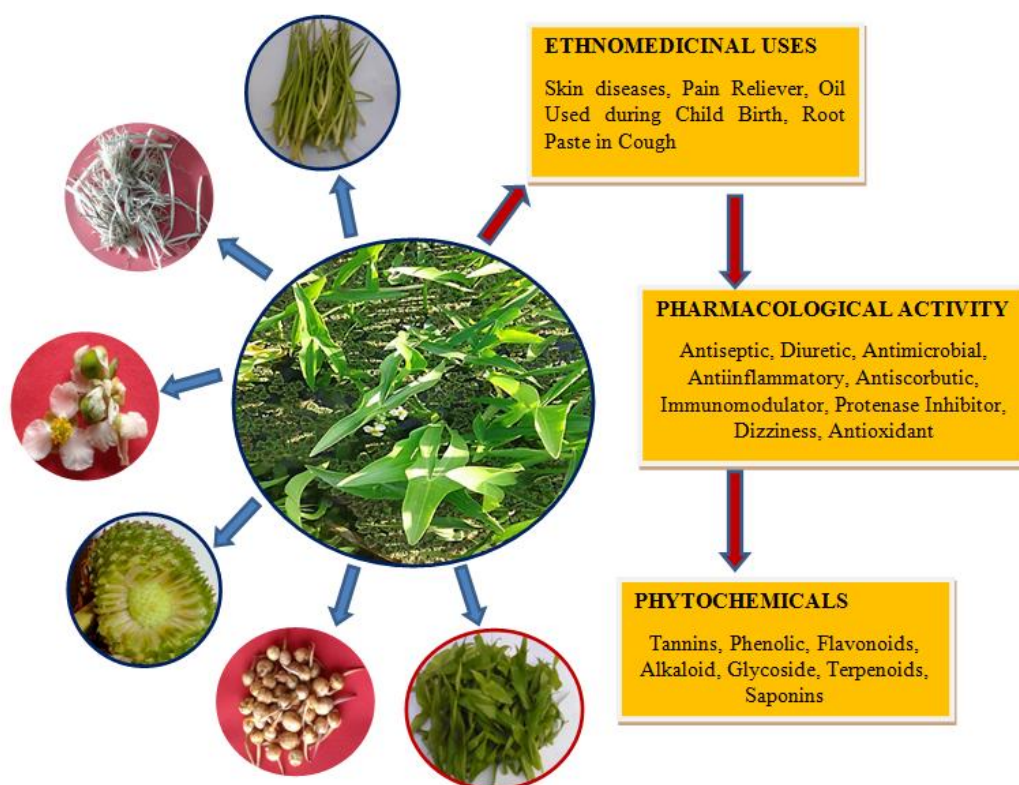 ETHNOMEDICINAL USES
Skin diseases, Pain Reliever, Oil
Used during Child Birth, Root
Paste in Cough
PHARMACOLOGICAL ACTIVITY
Antiseptic, Diuretic, Antimicrobial,
Antiinflammatory, Antiscorbutic,
Immunomodulator, Protenase Inhibitor,
Dizziness, Antioxidant
PHYTOCHEMICALS
Tannins, Phenolic, Flavonoids,
Alkaloid, Glycoside, Terpenoids,
Saponins